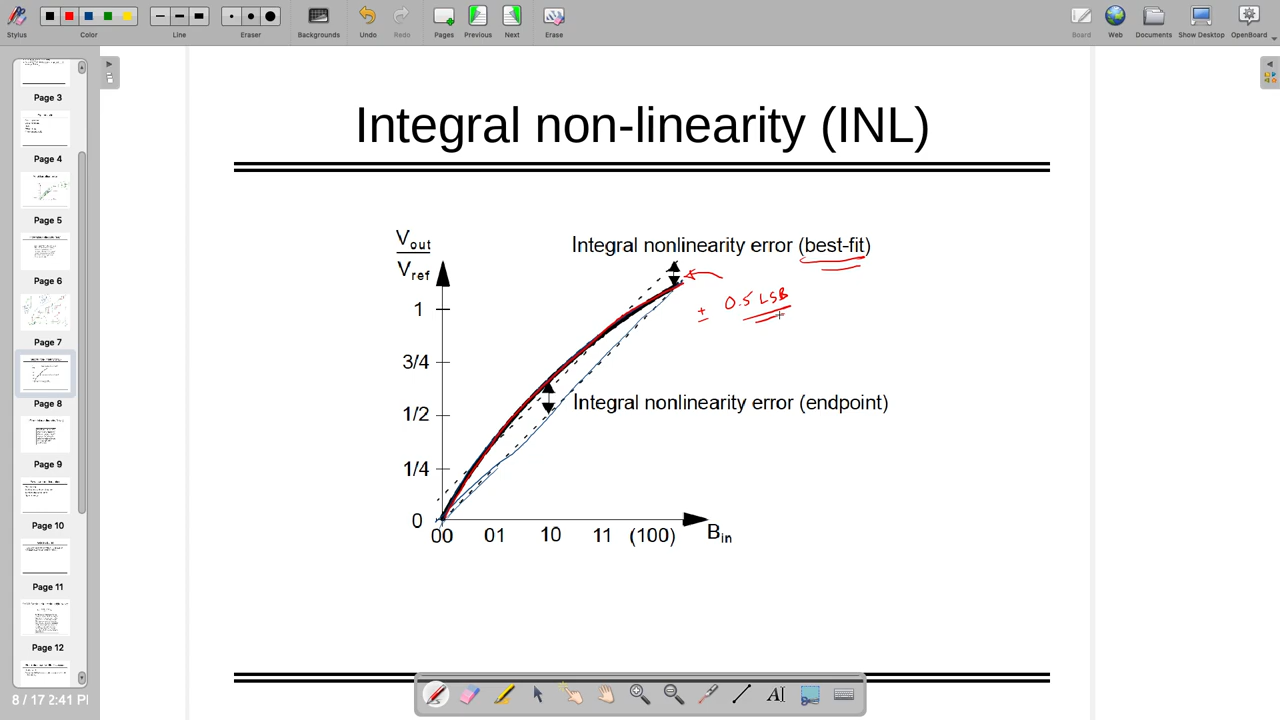 Stylus Color Line Eraser Backgrounds Undo Redo Pages Previous Next Erase Board Web Documents Show Desktop OpenBoard
Page 3
Page 4
Page 5
Page 6
Page 7
Page 8
Page 9
Page 10
Page 11
Page 12
8 / 17 2:41 P
Integral non-linearity (INL)
Vout
Vref
Integral nonlinearity error (best-fit)
± 0.5 LSB
1
3/4
1/2
Integral nonlinearity error (endpoint)
1/4
0
00 01 10 11 (100) Bin